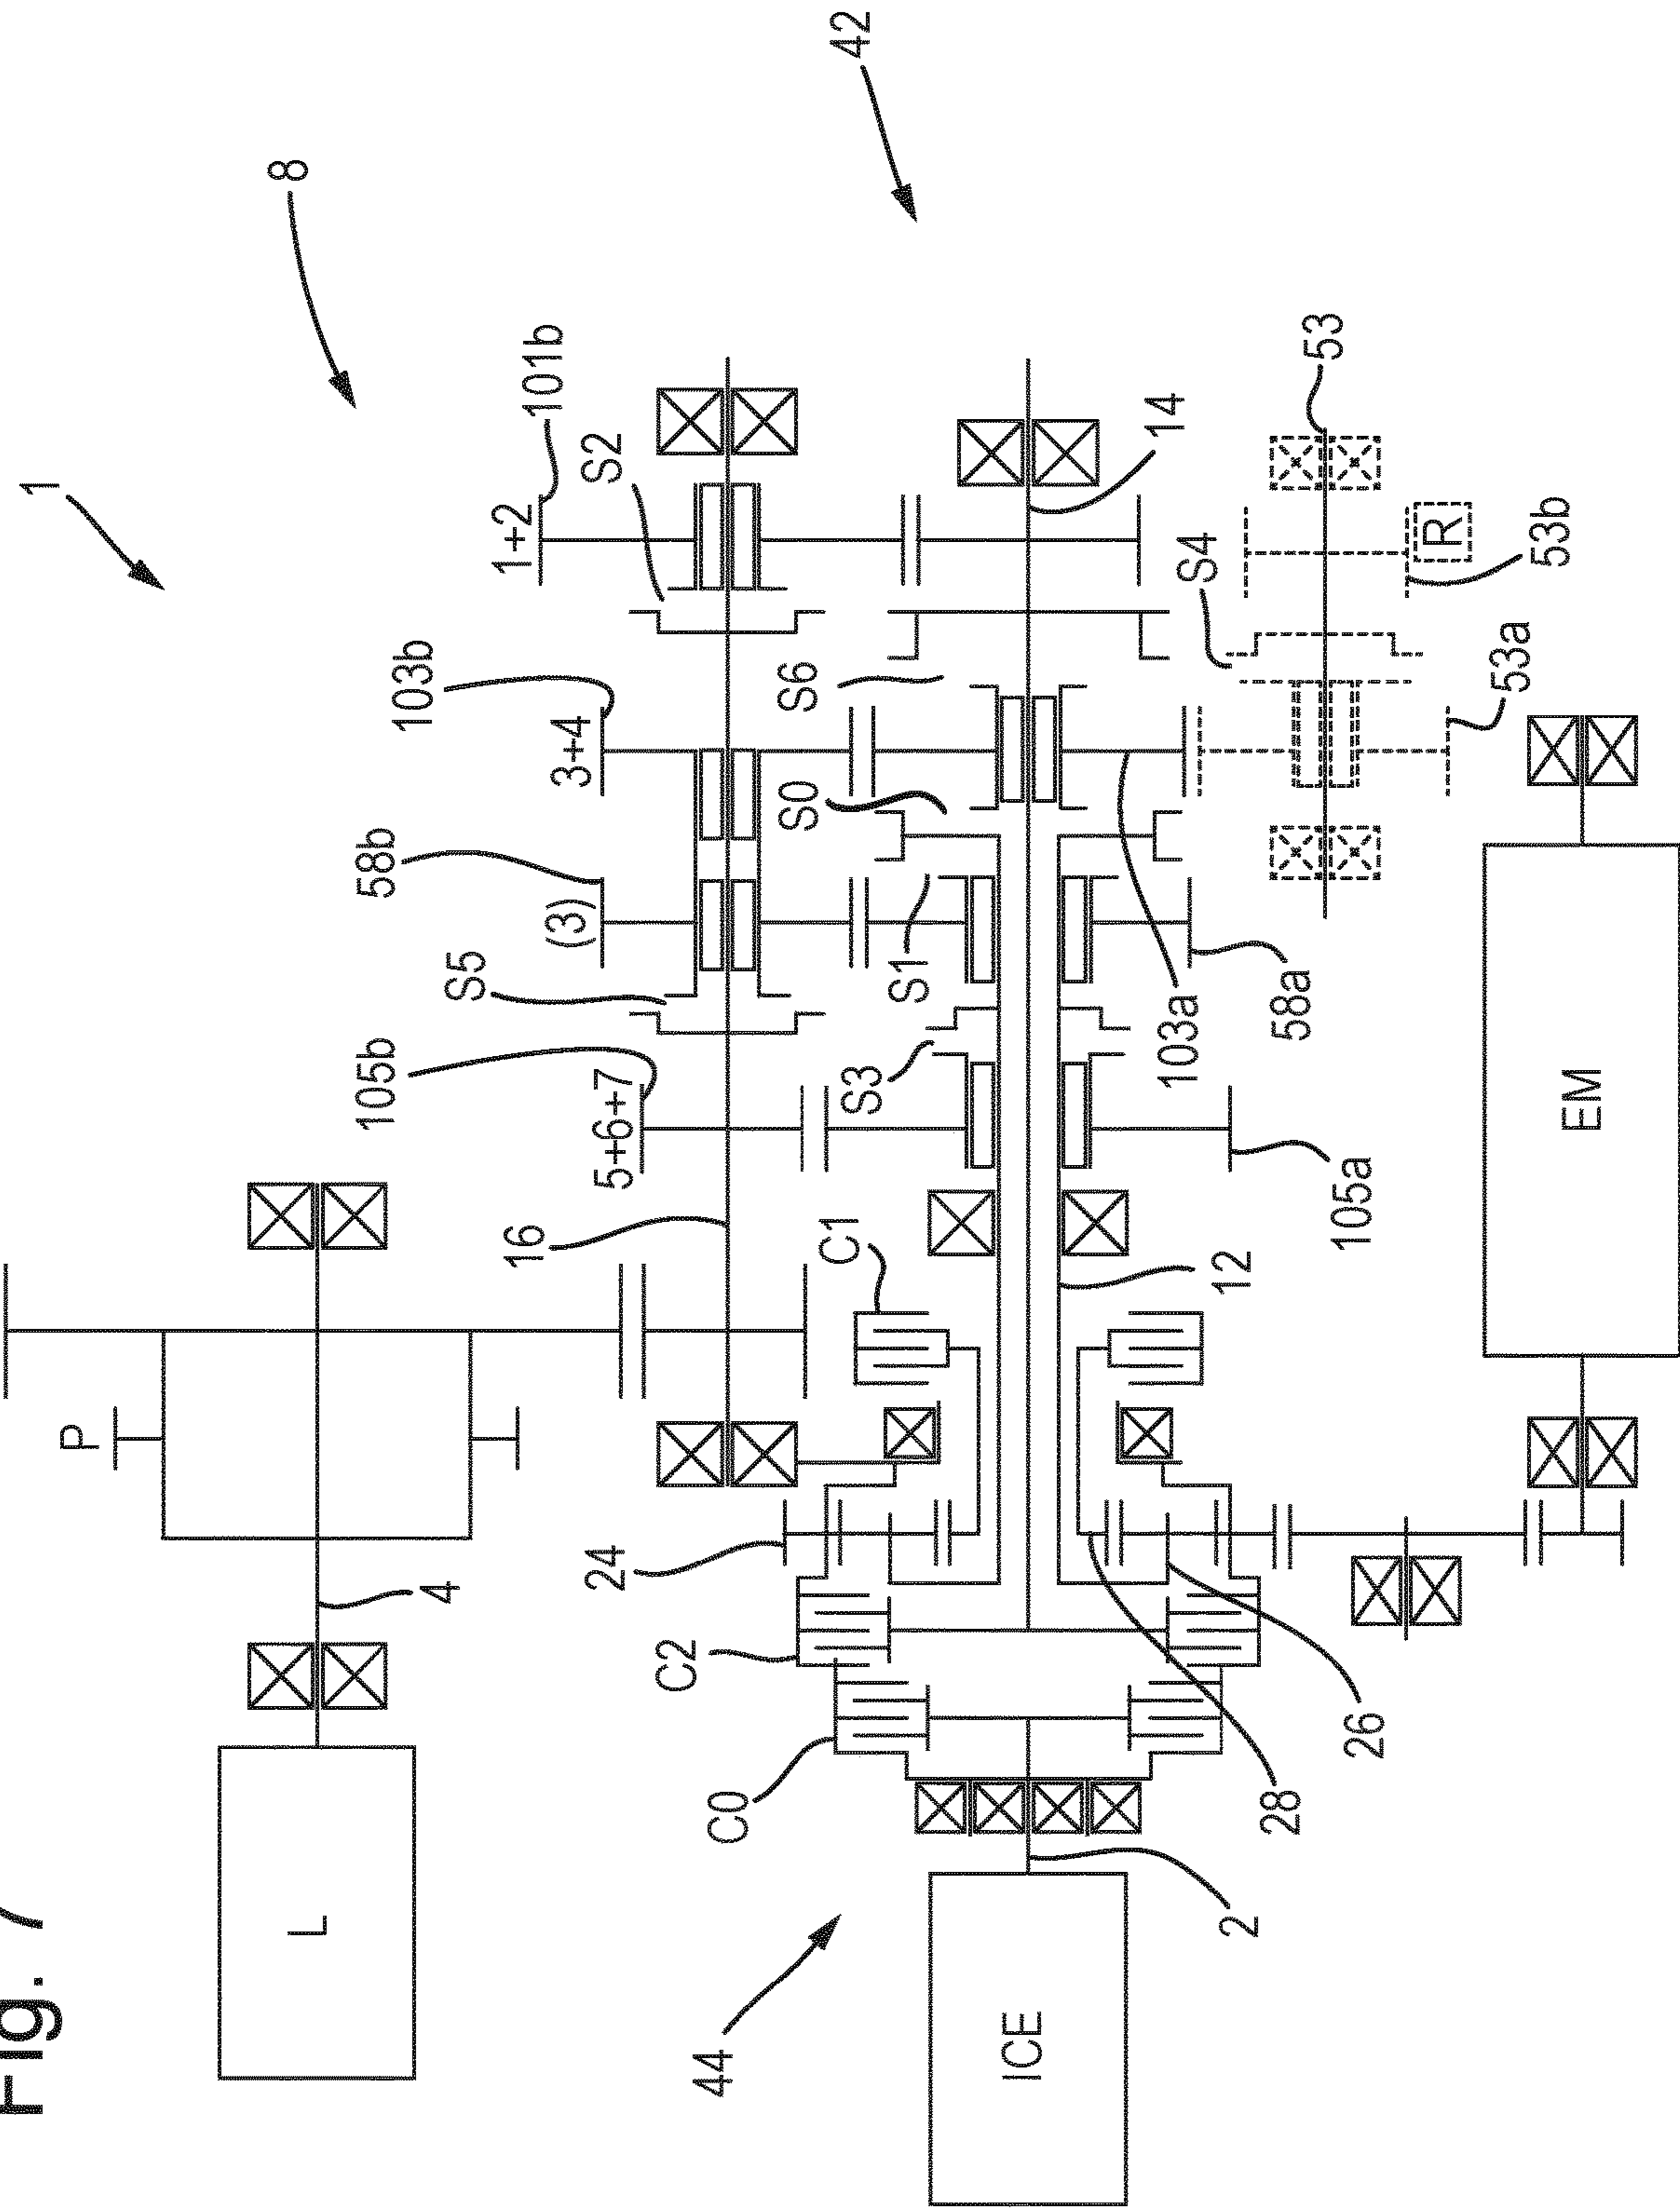 Fig. 7
1
8
42
101b
1+2
S2
103b
3+4
58b
(3)
S5
105b
5+6+7
S6
S0
S1
S3
14
53
S4
R
53b
53a
103a
58a
105a
16
C1
12
EM
P
4
24
C2
C0
28
26
2
L
44
ICE